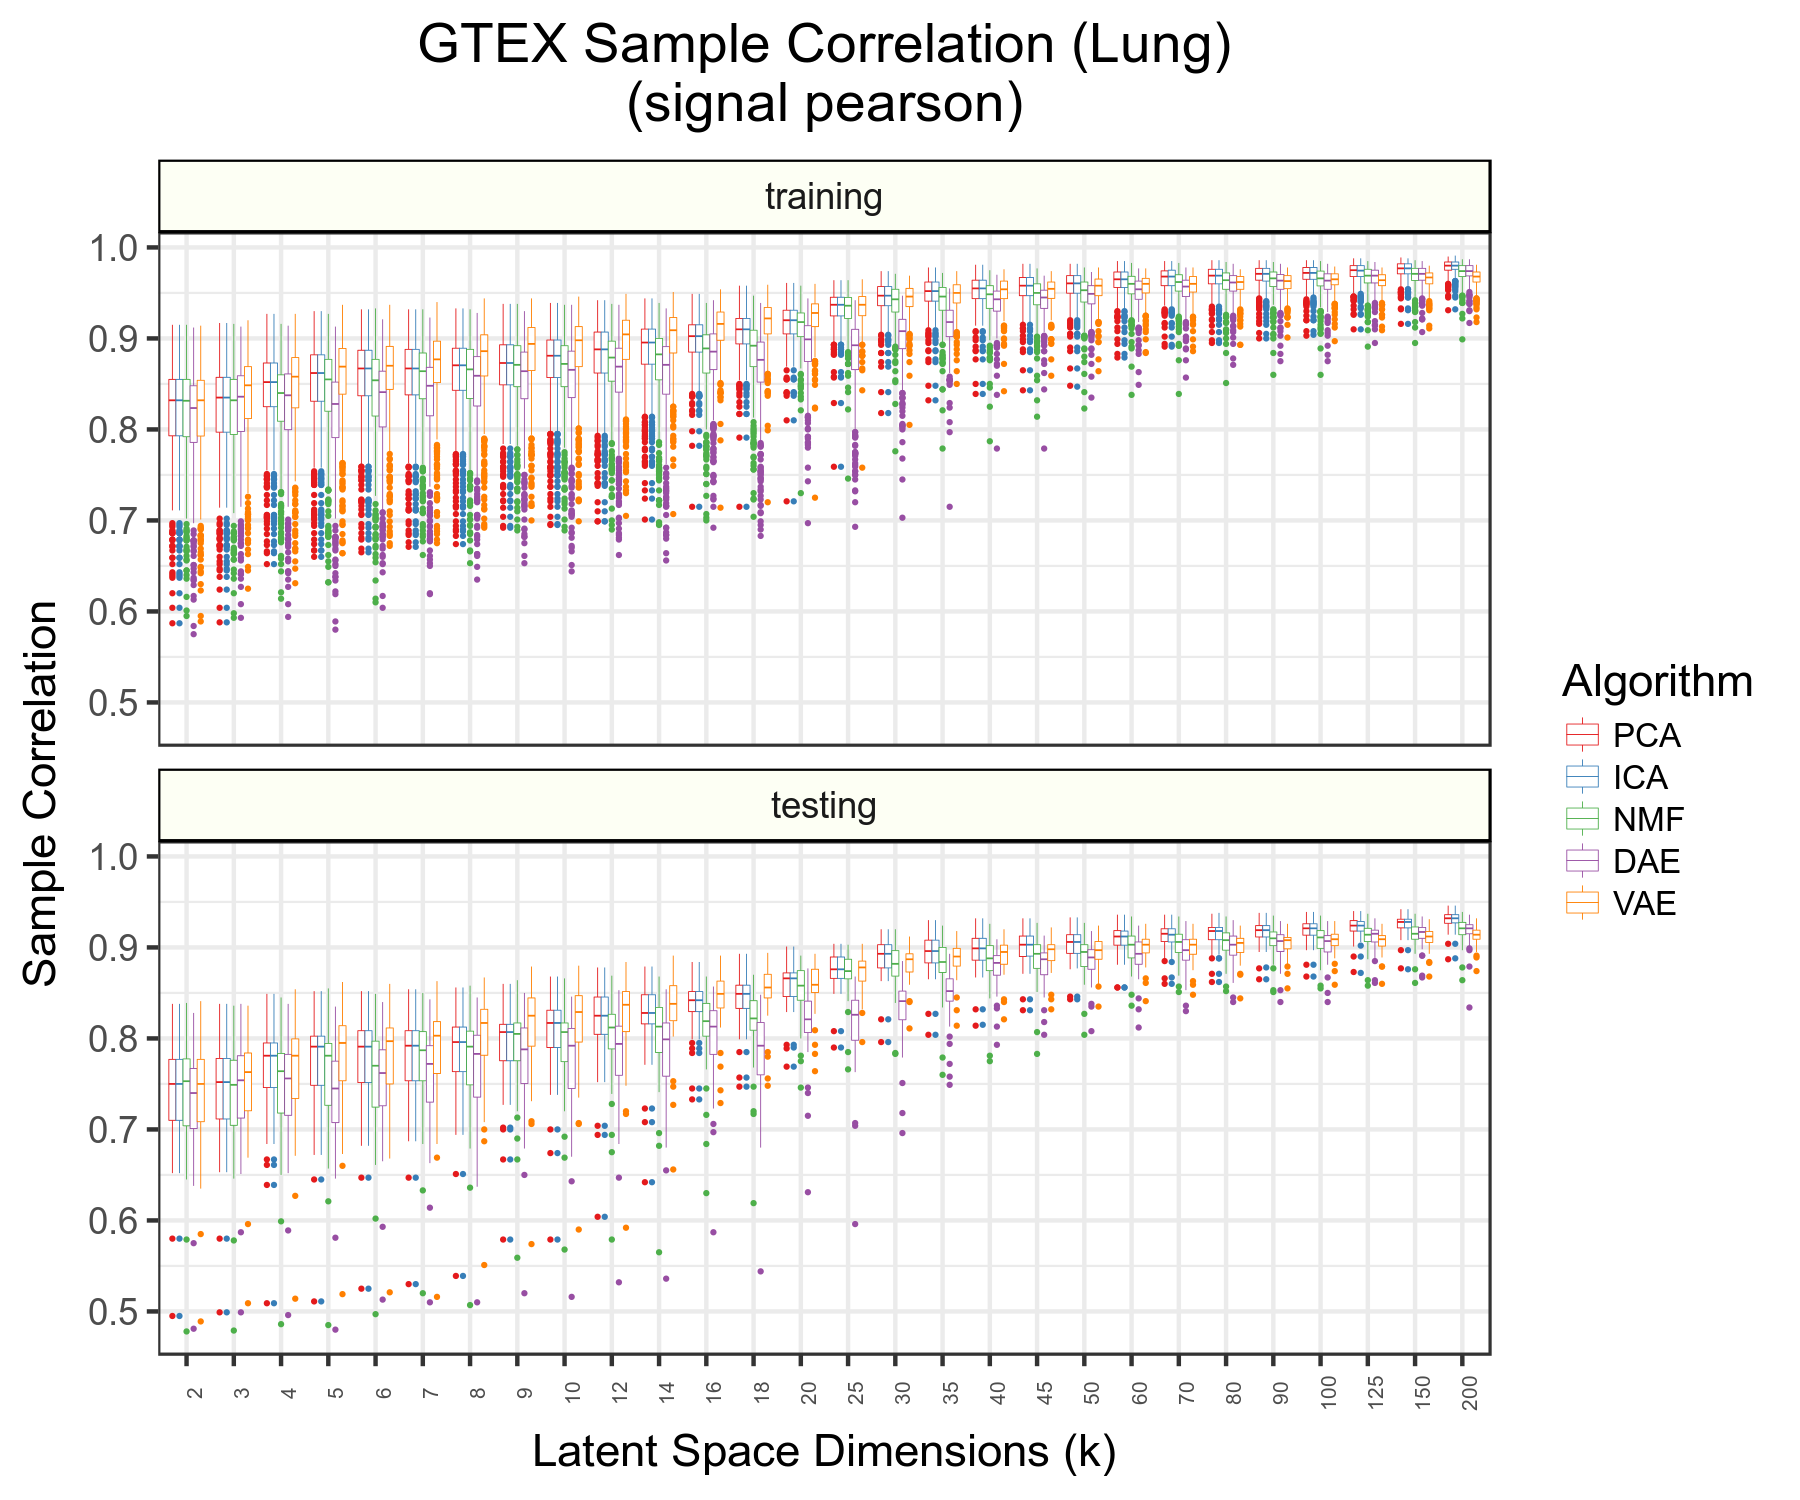 GTEX Sample Correlation (Lung)
(signal pearson)
training
1.0
0.9
0.8
0.7
0.6
0.5
testing
1.0
0.9
0.8
0.7
0.6
0.5
Sample Correlation
2 3 4 5 6 7 8 9 10 12 14 16 18 20 25 30 35 40 45 50 60 70 80 90 100 125 150 200
Latent Space Dimensions (k)
Algorithm
PCA
ICA
NMF
DAE
VAE